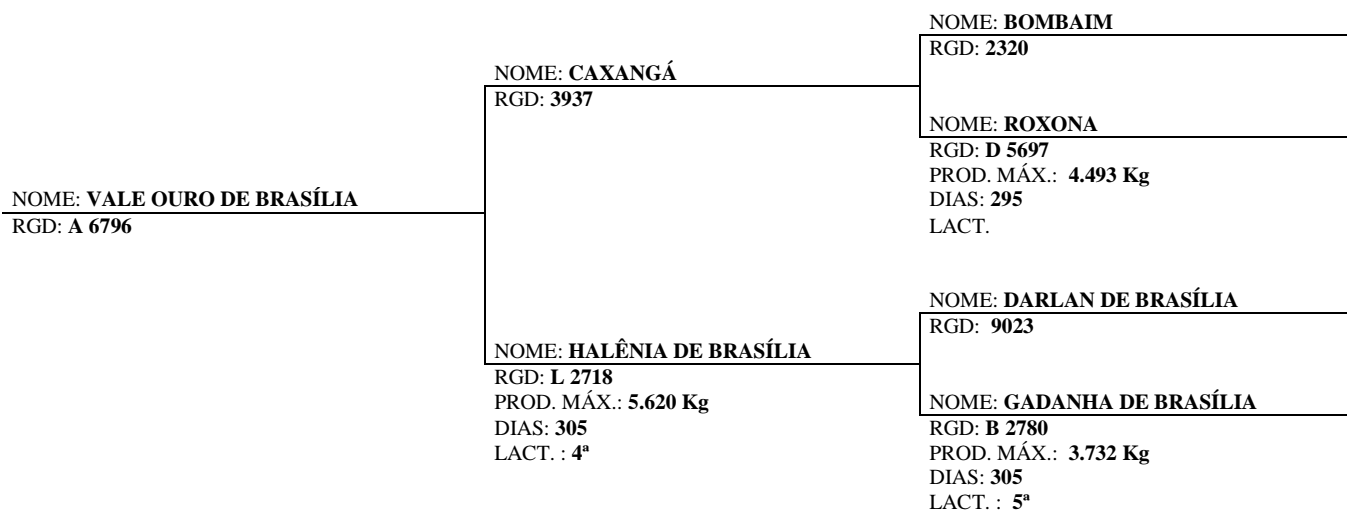 NOME: BOMBAIM
RGD: 2320
NOME: CAXANGÁ
RGD: 3937
NOME: ROXONA
RGD: D 5697
PROD. MÁX.: 4.493 Kg
DIAS: 295
LACT.
NOME: VALE OURO DE BRASÍLIA
RGD: A 6796
NOME: DARLAN DE BRASÍLIA
RGD: 9023
NOME: HALÊNIA DE BRASÍLIA
RGD: L 2718
PROD. MÁX.: 5.620 Kg
DIAS: 305
LACT. : 4ª
NOME: GADANHA DE BRASÍLIA
RGD: B 2780
PROD. MÁX.: 3.732 Kg
DIAS: 305
LACT. : 5ª